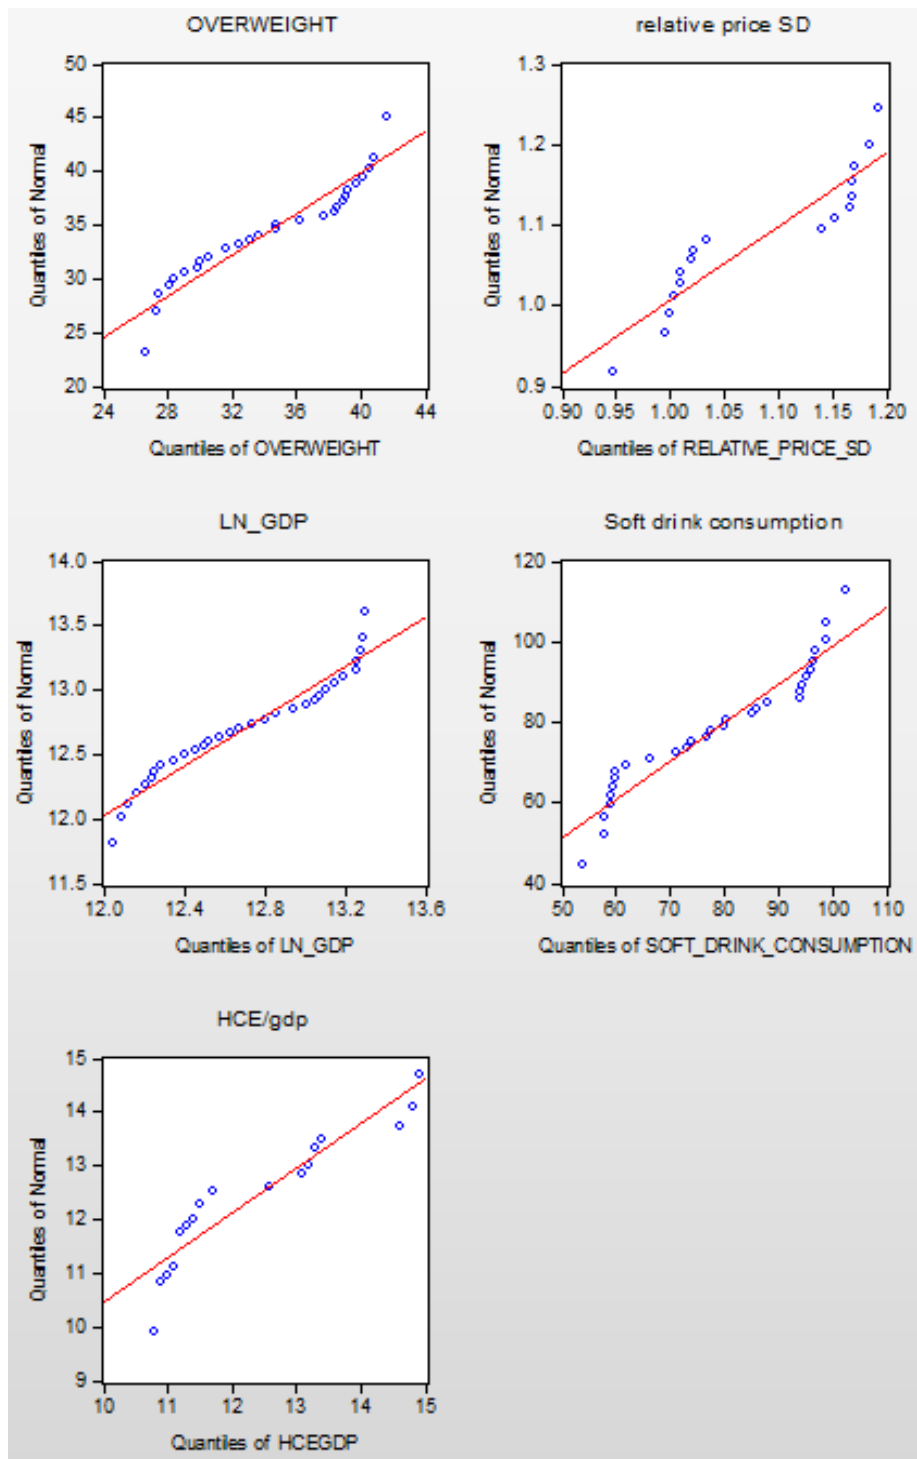 OVERWEIGHT
50
45
40
35
30
25
20
Quantiles of Normal
24 28 32 36 40 44
Quantiles of OVERWEIGHT
relative price SD
1.3
1.2
1.1
1.0
0.9
Quantiles of Normal
0.90 0.95 1.00 1.05 1.10 1.15 1.20
Quantiles of RELATIVE_PRICE_SD
LN_GDP
14.0
13.5
13.0
12.5
12.0
11.5
Quantiles of Normal
12.0 12.4 12.8 13.2 13.6
Quantiles of LN_GDP
Soft drink consumption
120
100
80
60
40
Quantiles of Normal
50 60 70 80 90 100 110
Quantiles of SOFT_DRINK_CONSUMPTION
HCE/gdp
15
14
13
12
11
10
9
Quantiles of Normal
10 11 12 13 14 15
Quantiles of HCEGDP